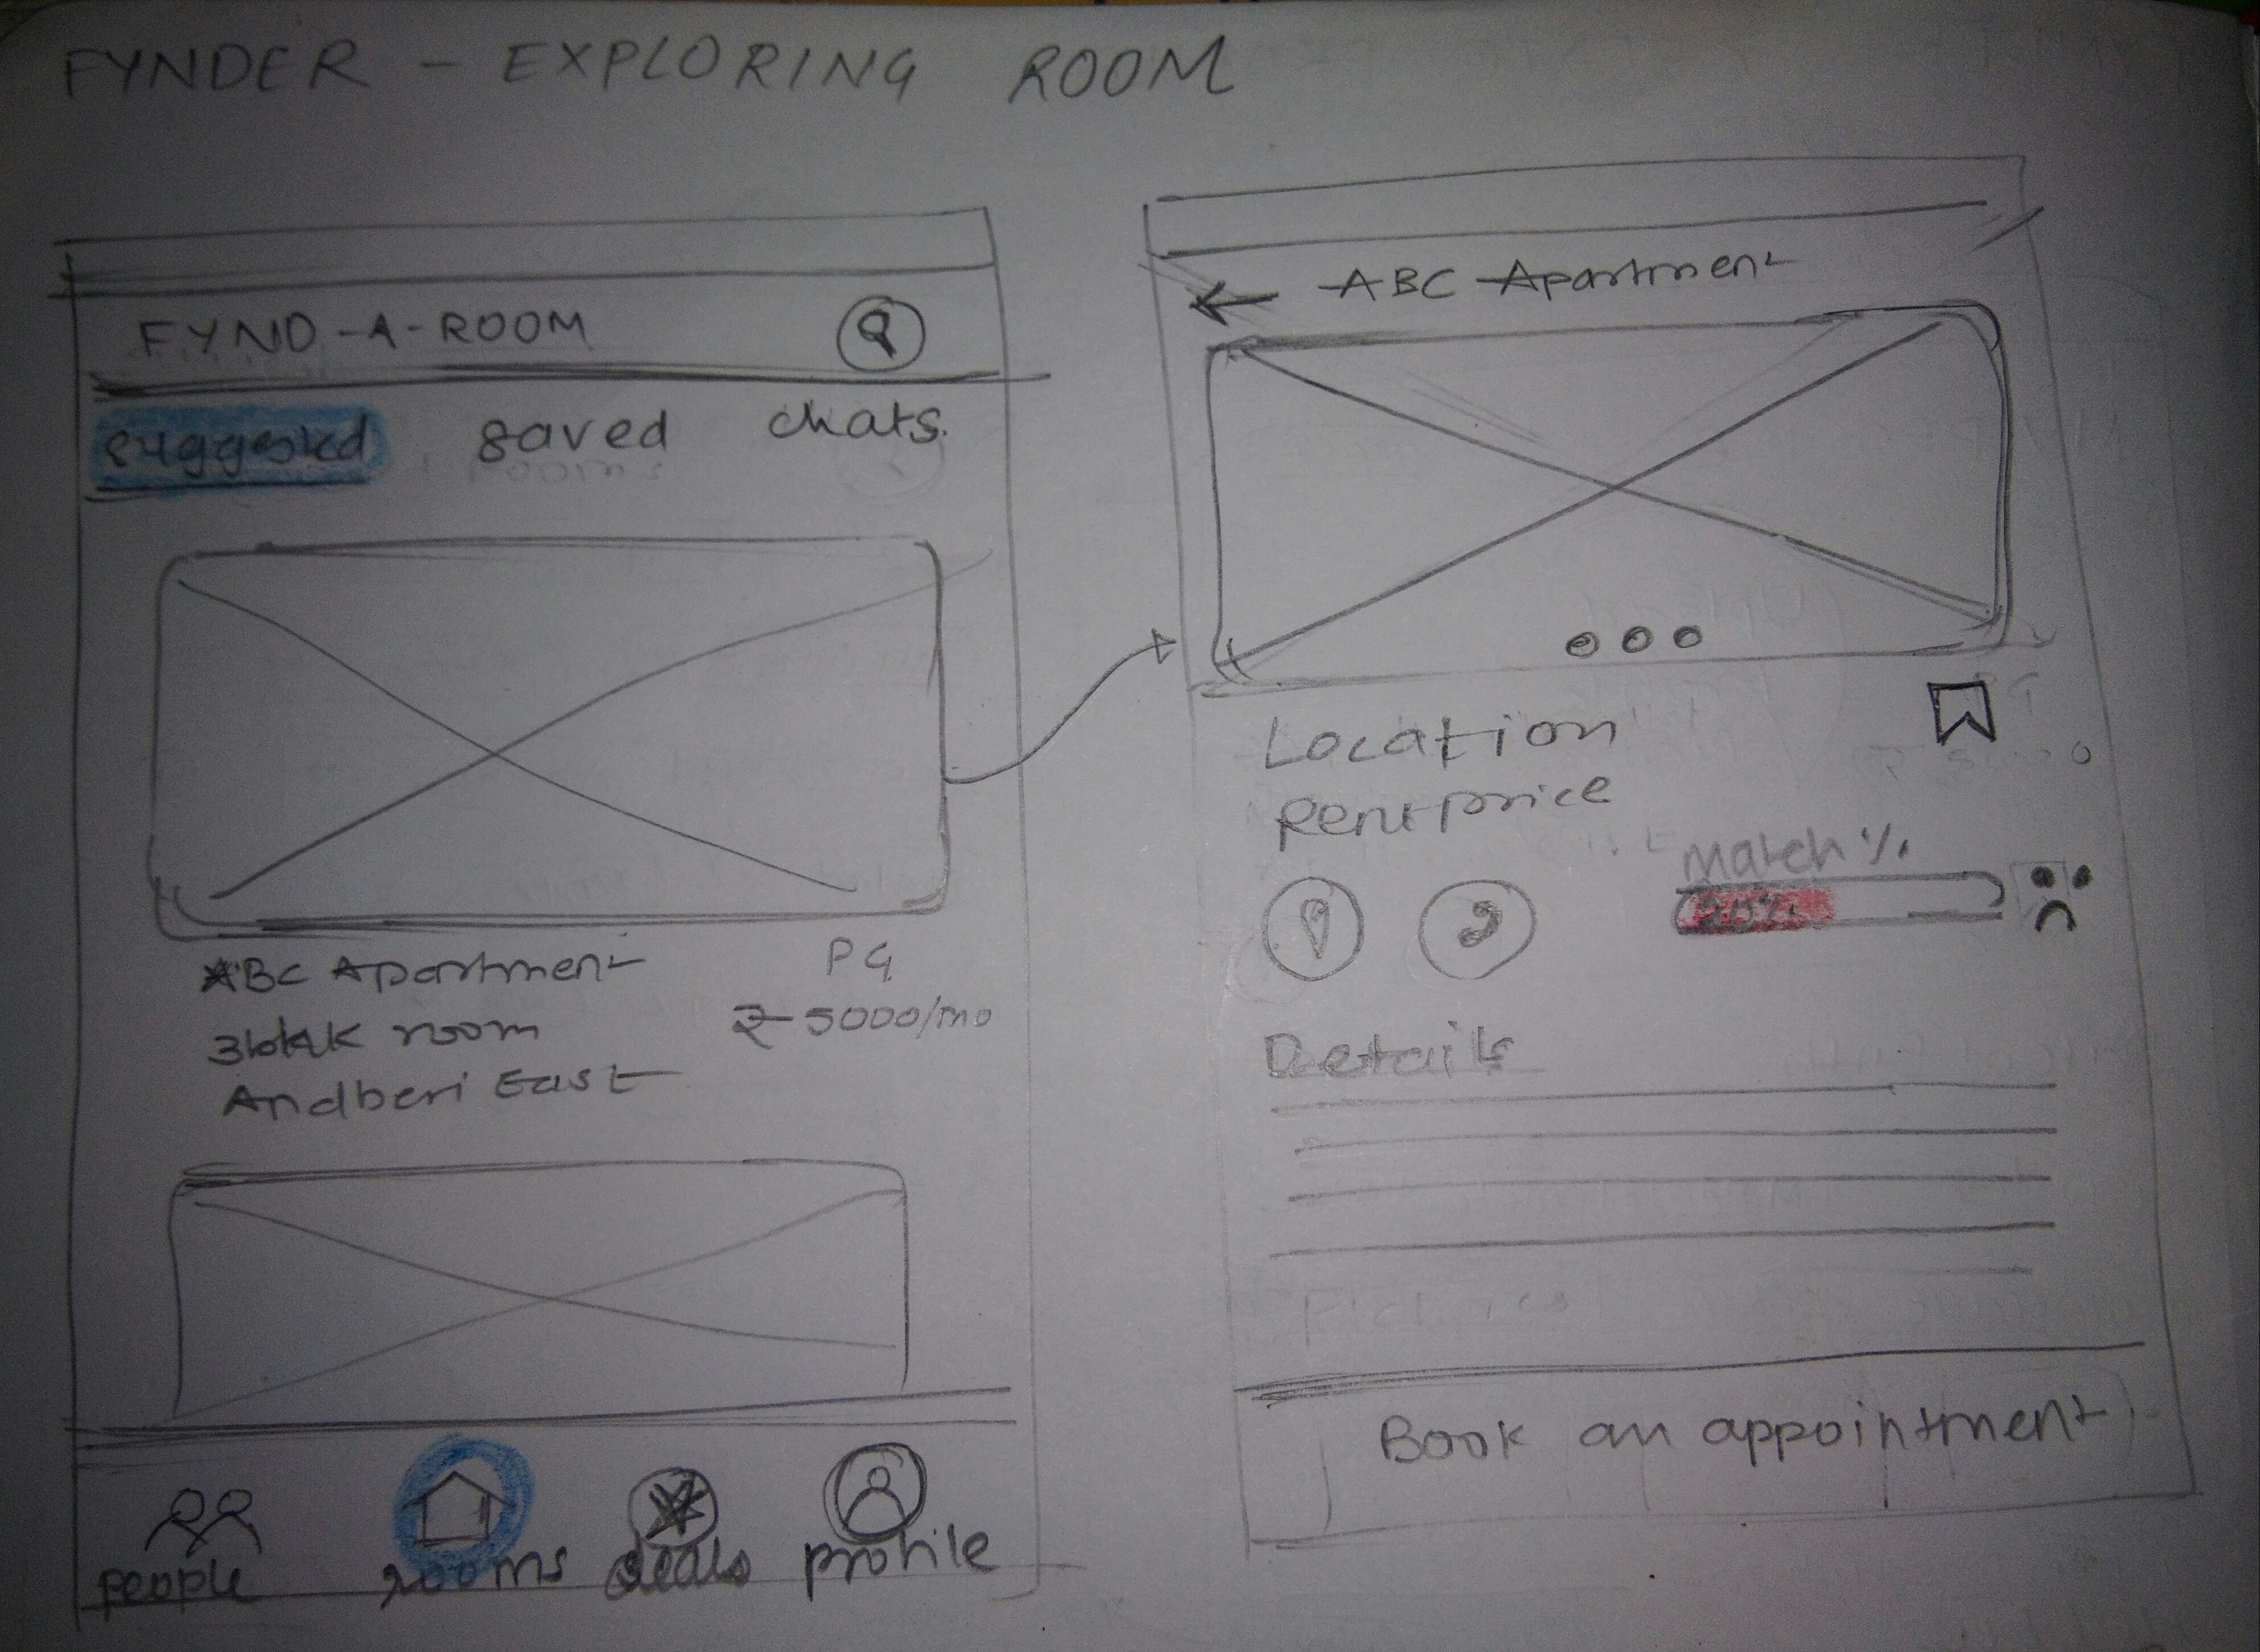 FYNDER - EXPLORING ROOM
FYND-A-ROOM
suggested saved chats.
ABC Apartment PG
3bhk room ₹ 5000/mo
Andheri East
people rooms deals profile
ABC Apartment
Location
Rent price
Match %
Details
Pictures
Book an appointment